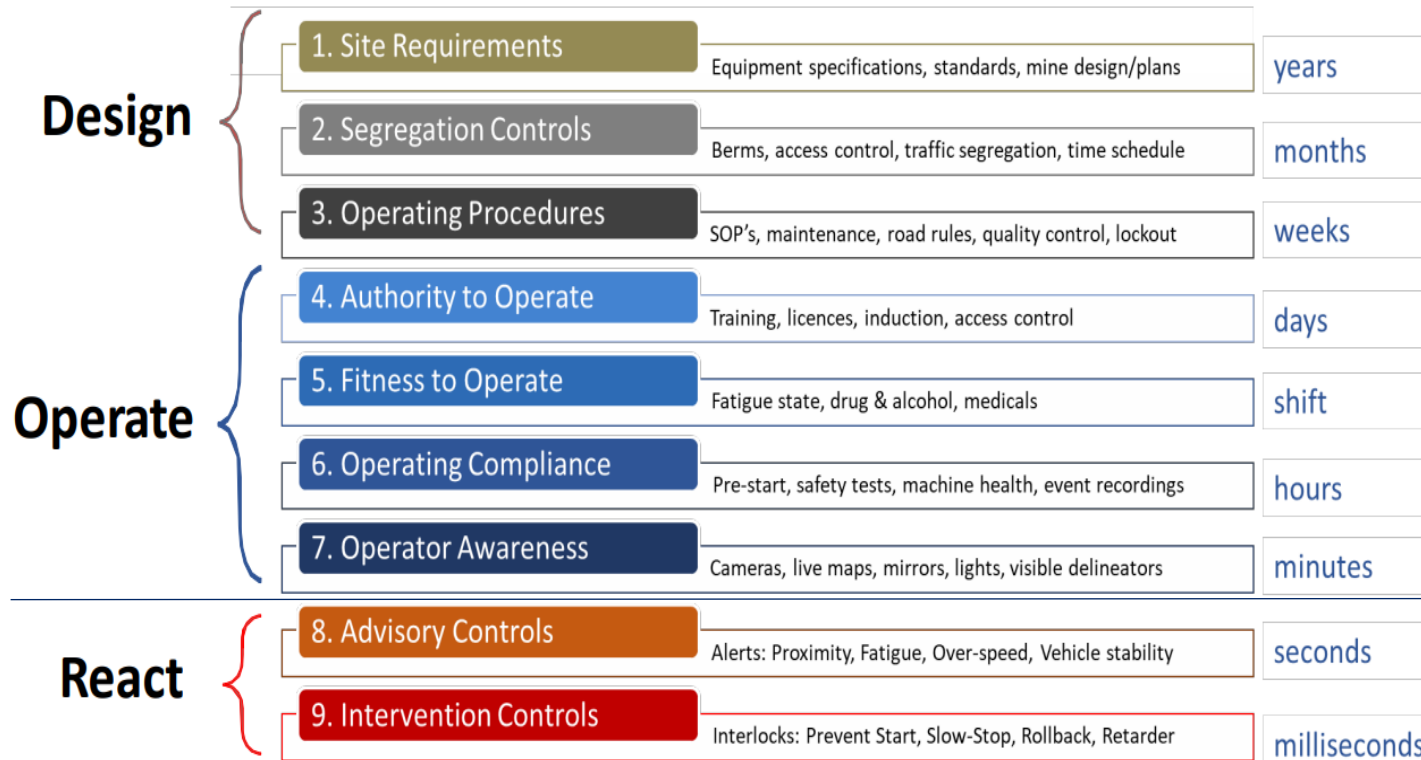 Design
1. Site Requirements
Equipment specifications, standards, mine design/plans
years
2. Segregation Controls
Berms, access control, traffic segregation, time schedule
months
3. Operating Procedures
SOP's, maintenance, road rules, quality control, lockout
weeks
Operate
4. Authority to Operate
Training, licences, induction, access control
days
5. Fitness to Operate
Fatigue state, drug & alcohol, medicals
shift
6. Operating Compliance
Pre-start, safety tests, machine health, event recordings
hours
7. Operator Awareness
Cameras, live maps, mirrors, lights, visible delineators
minutes
React
8. Advisory Controls
Alerts: Proximity, Fatigue, Over-speed, Vehicle stability
seconds
9. Intervention Controls
Interlocks: Prevent Start, Slow-Stop, Rollback, Retarder
milliseconds